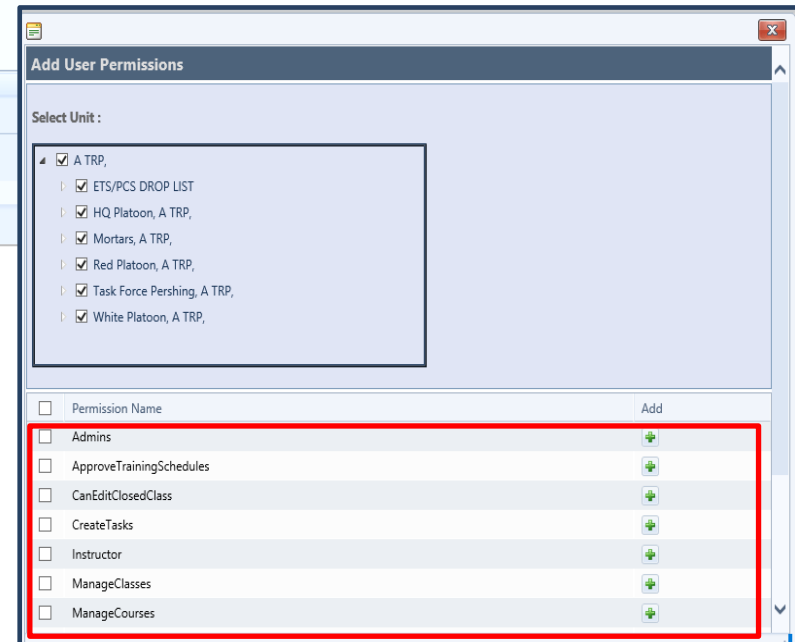 Add User Permissions
Select Unit :
A TRP,
ETS/PCS DROP LIST
HQ Platoon, A TRP,
Mortars, A TRP,
Red Platoon, A TRP,
Task Force Pershing, A TRP,
White Platoon, A TRP,
Permission Name Add
Admins
ApproveTrainingSchedules
CanEditClosedClass
CreateTasks
Instructor
ManageClasses
ManageCourses